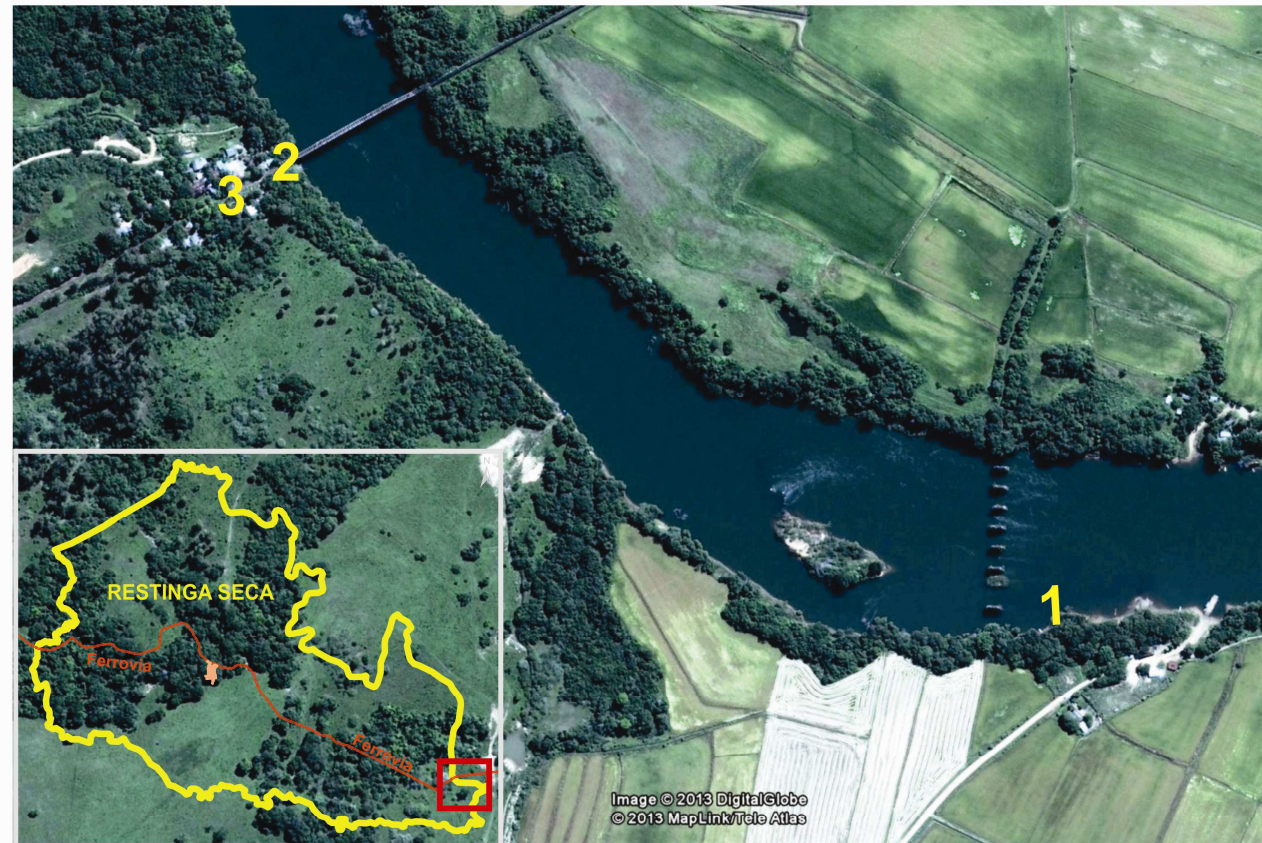 2
3
1
RESTINGA SECA
Ferrovia
Ferrovia
Image © 2013 DigitalGlobe
© 2013 MapLink/Tele Atlas